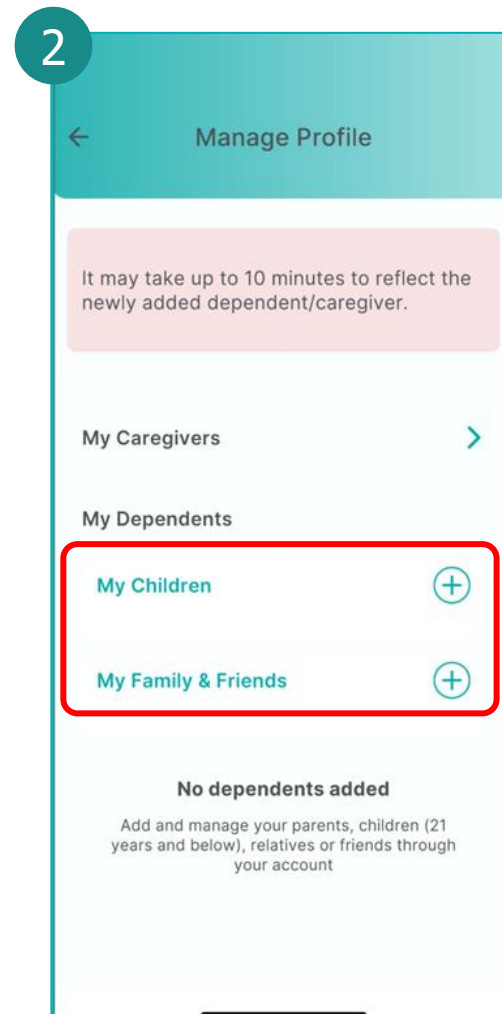 2
Manage Profile
It may take up to 10 minutes to reflect the
newly added dependent/caregiver.
My Caregivers
My Dependents
My Children
My Family & Friends
No dependents added
Add and manage your parents, children (21
years and below), relatives or friends through
your account